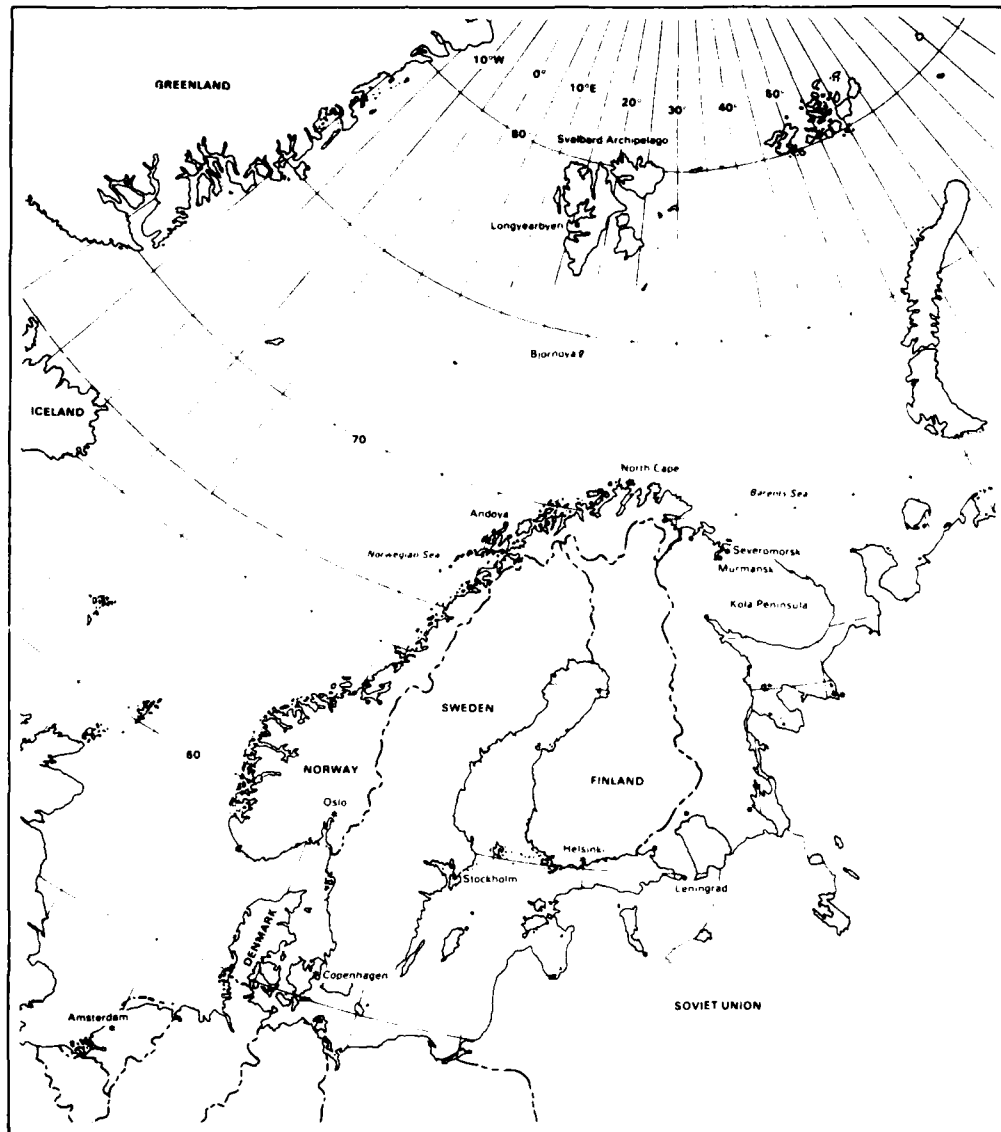 10°W
0°
10°E
20°
30°
40°
50°
GREENLAND
80
Svalbard Archipelago
Longyearbyen
Bjornoya
ICELAND
70
North Cape
Barents Sea
Andoya
Norwegian Sea
Severomorsk
Murmansk
Kola Peninsula
SWEDEN
60
NORWAY
FINLAND
Oslo
Helsinki
Stockholm
Leningrad
DENMARK
Copenhagen
SOVIET UNION
Amsterdam